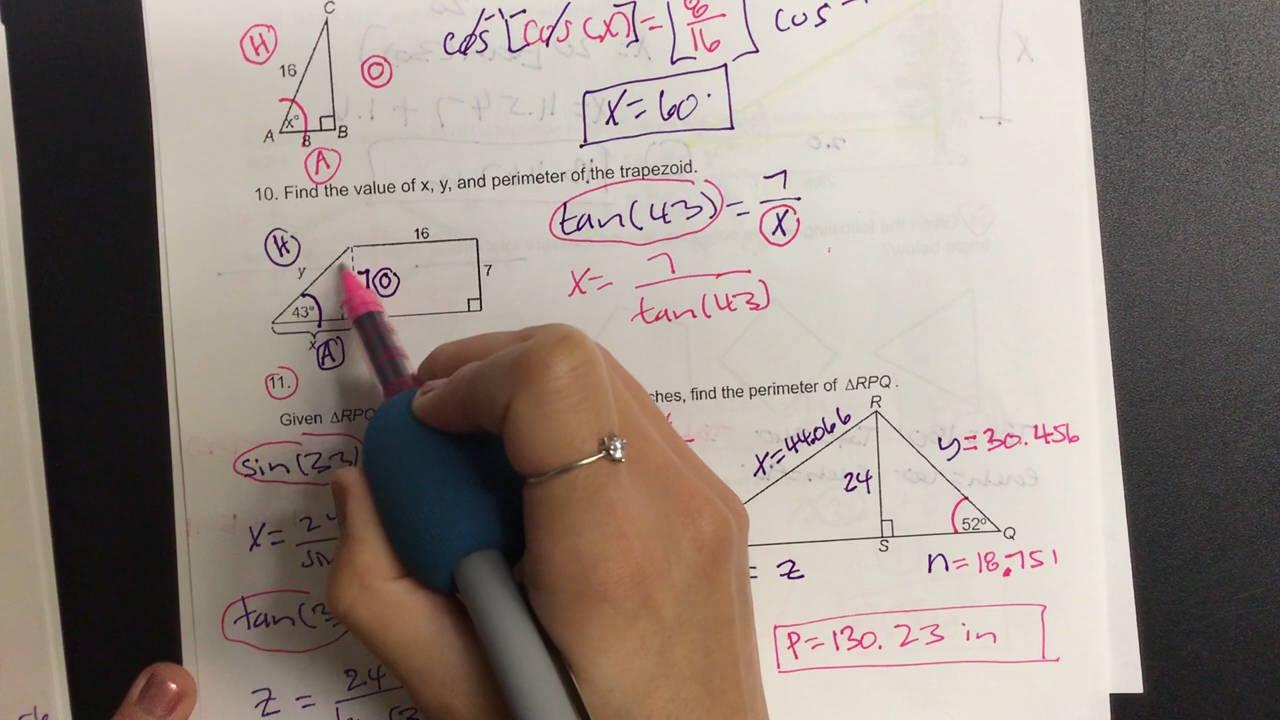 C
H
16
O
x°
A
B
8
A
cos⁻¹[cos(x)]=[8/16] cos⁻
x=60°
10. Find the value of x, y, and perimeter of the trapezoid.
tan(43)=7/x
x=7/tan(43)
16
H
y
7
O
7
43°
x
A
11.
Given ΔRPQ
ches, find the perimeter of ΔRPQ.
sin(33)
x=
tan(
z=24
R
x=44.066
y=30.456
24
52°
S
Q
= z
n=18.751
P=130.23 in